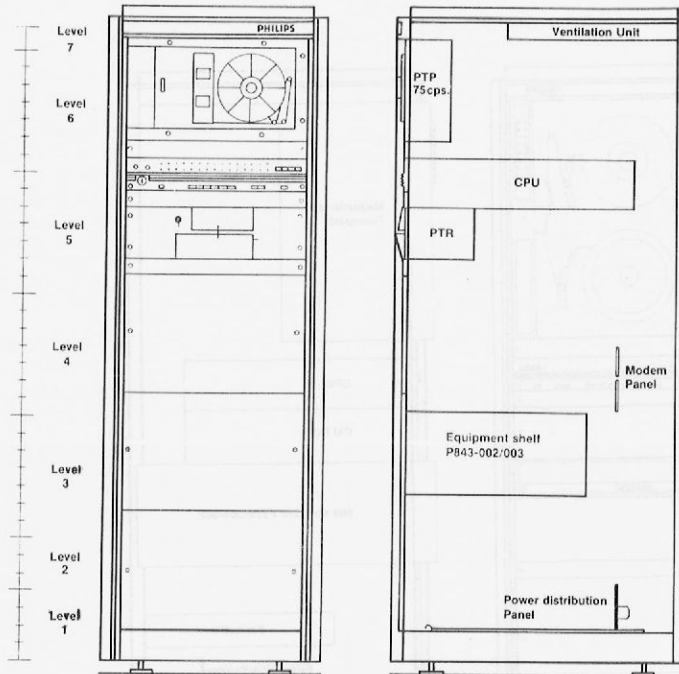 Level
7
Level
6
Level
5
Level
4
Level
3
Level
2
Level
1
PHILIPS
Ventilation Unit
PTP
75cps.
CPU
PTR
Modem
Panel
Equipment shelf
P843-002/003
Power distribution
Panel